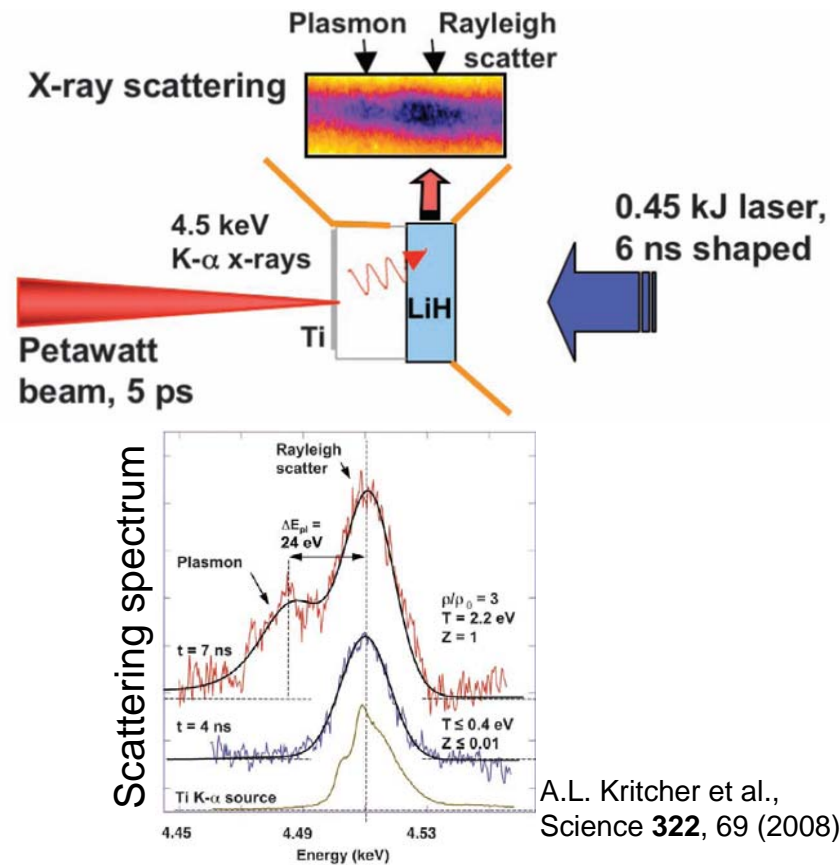 Plasmon
Rayleigh
scatter
X-ray scattering
4.5 keV
K-α x-rays
0.45 kJ laser,
6 ns shaped
LiH
Ti
Petawatt
beam, 5 ps
Scattering spectrum
Rayleigh
scatter
ΔE_pl =
24 eV
Plasmon
ρ/ρ₀ = 3
T = 2.2 eV
Z = 1
t = 7 ns
t = 4 ns
T ≤ 0.4 eV
Z ≤ 0.01
Ti K-α source
4.45 4.49 4.53
Energy (keV)
A.L. Kritcher et al.,
Science 322, 69 (2008)